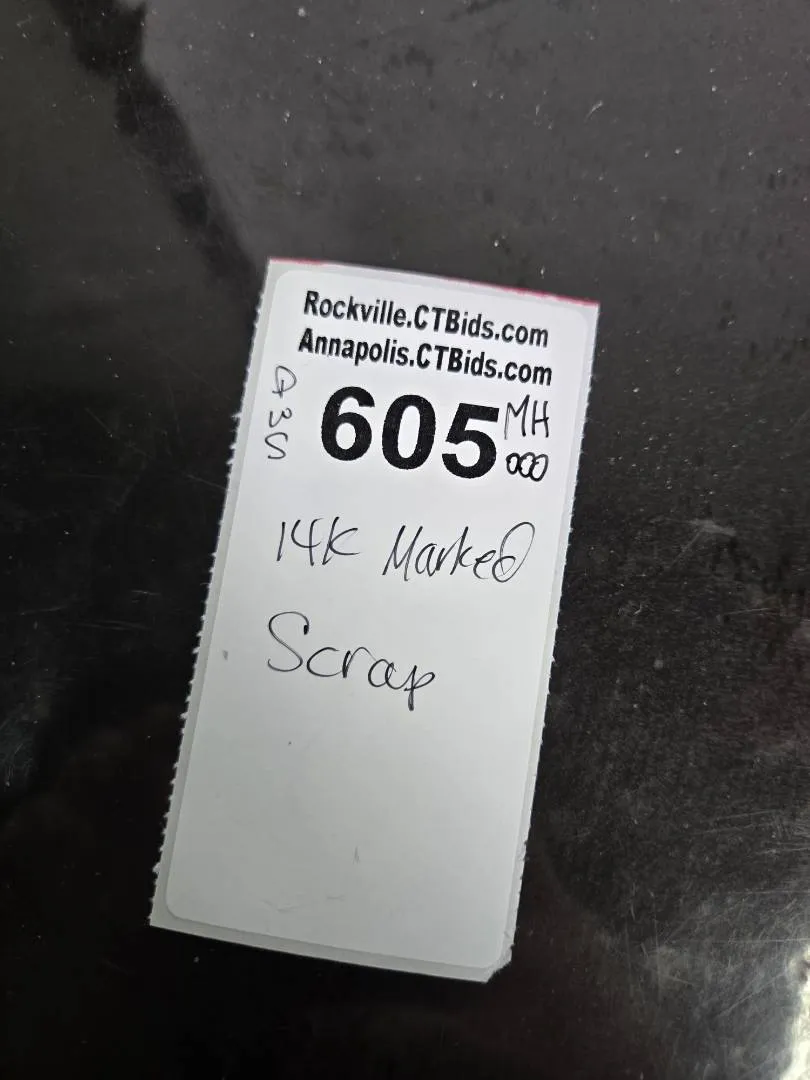 Rockville.CTBids.com
Annapolis.CTBids.com
605 MH
14K Marked
Scrap